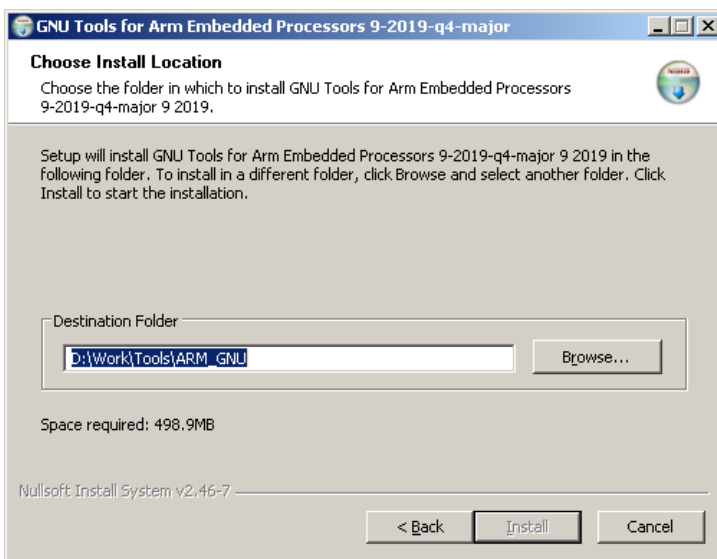 GNU Tools for Arm Embedded Processors 9-2019-q4-major
Choose Install Location
Choose the folder in which to install GNU Tools for Arm Embedded Processors
9-2019-q4-major 9 2019.
Setup will install GNU Tools for Arm Embedded Processors 9-2019-q4-major 9 2019 in the
following folder. To install in a different folder, click Browse and select another folder. Click
Install to start the installation.
Destination Folder
D:\Work\Tools\ARM_GNU
Browse...
Space required: 498.9MB
Nullsoft Install System v2.46-7
< Back
Install
Cancel